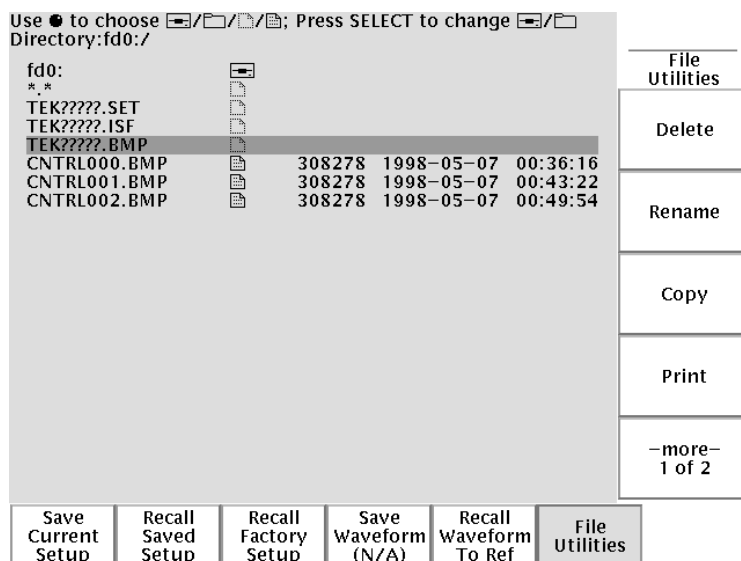 Use ● to choose / / / ; Press SELECT to change /
Directory:fd0:/
fd0:
*.*
TEK?????.SET
TEK?????.ISF
TEK?????.BMP
CNTRL000.BMP 308278 1998-05-07 00:36:16
CNTRL001.BMP 308278 1998-05-07 00:43:22
CNTRL002.BMP 308278 1998-05-07 00:49:54
File
Utilities
Delete
Rename
Copy
Print
-more-
1 of 2
Save
Current
Setup
Recall
Saved
Setup
Recall
Factory
Setup
Save
Waveform
(N/A)
Recall
Waveform
To Ref
File
Utilities